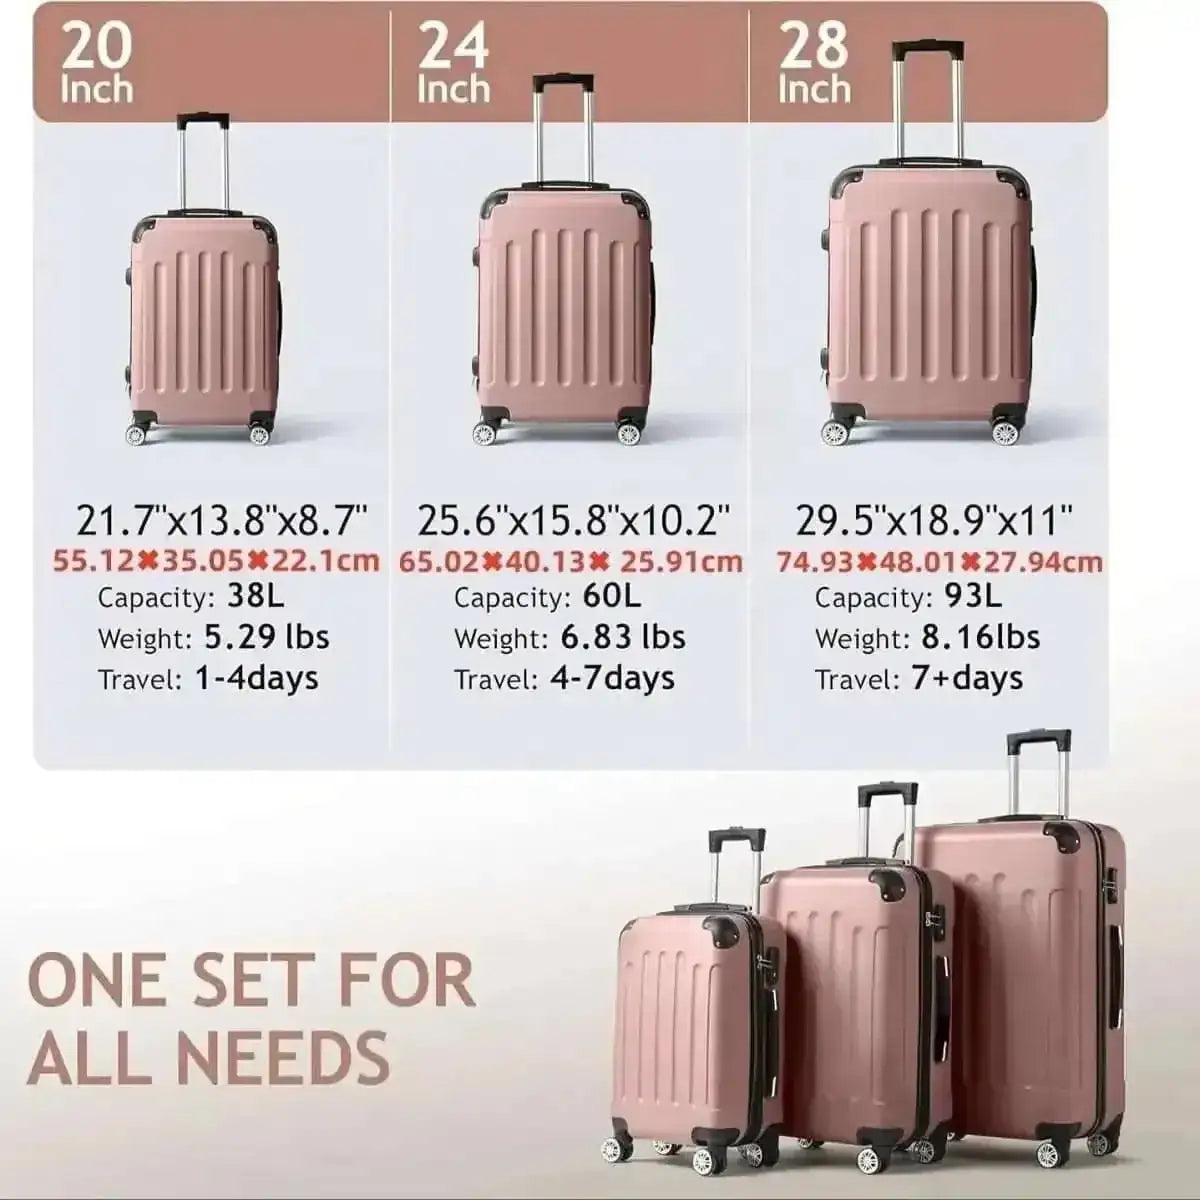 20
Inch
24
Inch
28
Inch
21.7"x13.8"x8.7"
55.12✖35.05✖22.1cm
Capacity: 38L
Weight: 5.29 lbs
Travel: 1-4days
25.6"x15.8"x10.2"
65.02✖40.13✖ 25.91cm
Capacity: 60L
Weight: 6.83 lbs
Travel: 4-7days
29.5"x18.9"x11"
74.93✖48.01✖27.94cm
Capacity: 93L
Weight: 8.16lbs
Travel: 7+days
ONE SET FOR
ALL NEEDS